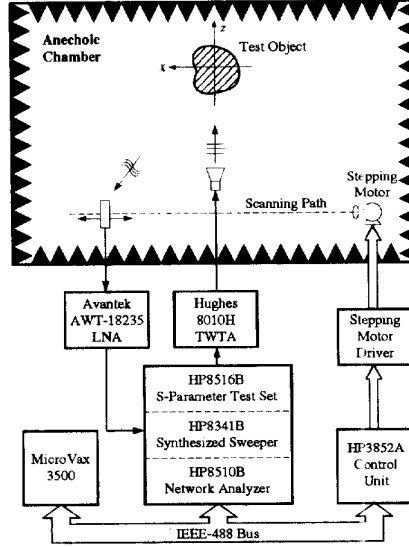 Anechoic
Chamber
z
x
Test Object
Stepping
Motor
Scanning Path
Avantek
AWT-18235
LNA
Hughes
8010H
TWTA
Stepping
Motor
Driver
HP8516B
S-Parameter Test Set
HP8341B
Synthesized Sweeper
HP8510B
Network Analyzer
MicroVax
3500
HP3852A
Control
Unit
IEEE-488 Bus